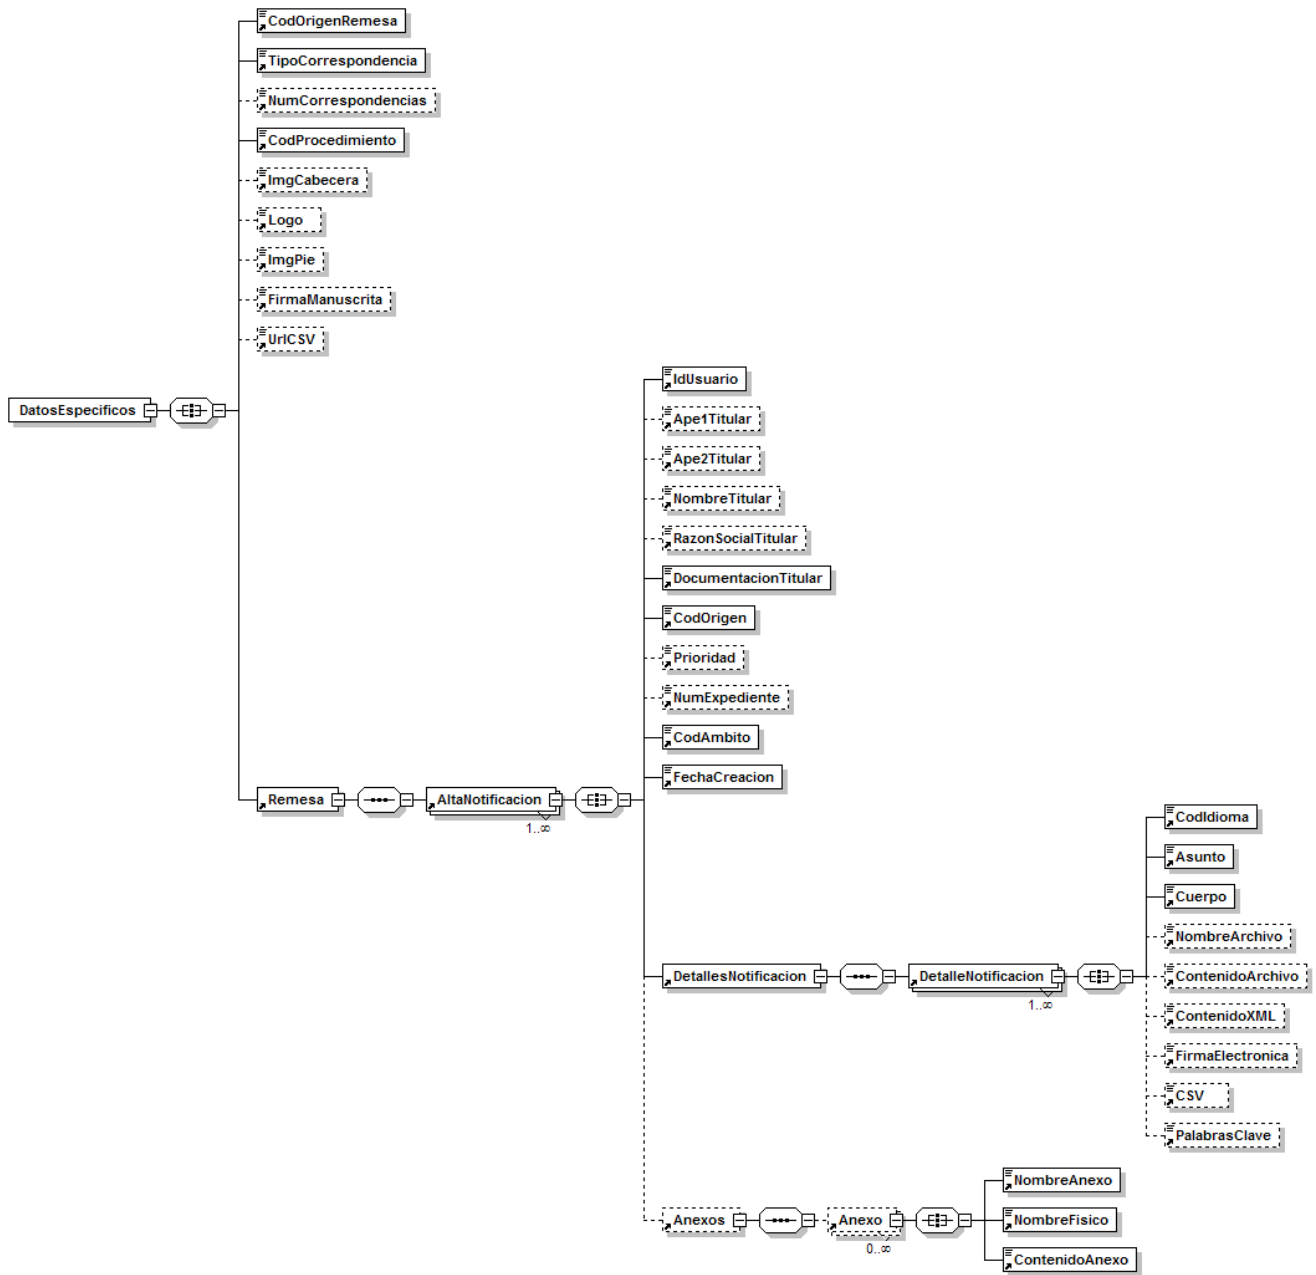 CodOrigenRemesa
TipoCorrespondencia
NumCorrespondencias
CodProcedimiento
ImgCabecera
Logo
ImgPie
FirmaManuscrita
UrlCSV
DatosEspecificos
IdUsuario
Ape1Titular
Ape2Titular
NombreTitular
RazonSocialTitular
DocumentacionTitular
CodOrigen
Prioridad
NumExpediente
CodAmbito
FechaCreacion
Remesa
AltaNotificacion
1..∞
CodIdioma
Asunto
Cuerpo
NombreArchivo
DetallesNotificacion
DetalleNotificacion
1..∞
ContenidoArchivo
ContenidoXML
FirmaElectronica
CSV
PalabrasClave
Anexos
Anexo
0..∞
NombreAnexo
NombreFisico
ContenidoAnexo